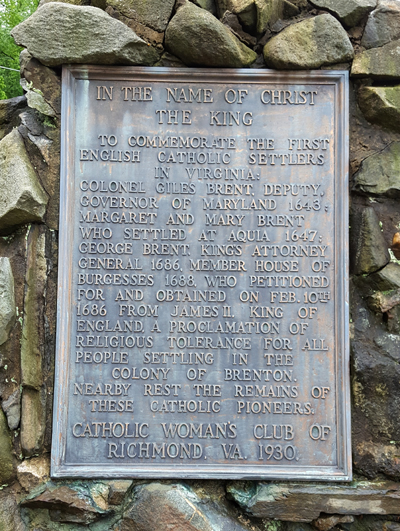 IN THE NAME OF CHRIST
THE KING
TO COMMEMORATE THE FIRST
ENGLISH CATHOLIC SETTLERS
IN VIRGINIA:
COLONEL GILES BRENT, DEPUTY,
GOVERNOR OF MARYLAND 1643;
MARGARET AND MARY BRENT
WHO SETTLED AT AQUIA 1647;
GEORGE BRENT, KING'S ATTORNEY
GENERAL 1686, MEMBER HOUSE OF
BURGESSES 1688, WHO PETITIONED
FOR AND OBTAINED ON FEB. 10TH
1686 FROM JAMES II, KING OF
ENGLAND, A PROCLAMATION OF
RELIGIOUS TOLERANCE FOR ALL
PEOPLE SETTLING IN THE
COLONY OF BRENTON.
NEARBY REST THE REMAINS OF
THESE CATHOLIC PIONEERS.
CATHOLIC WOMAN'S CLUB OF
RICHMOND, VA. 1930.